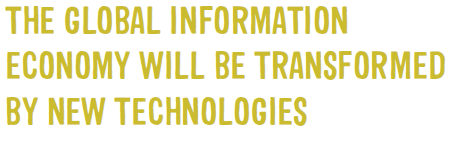 THE GLOBAL INFORMATION
ECONOMY WILL BE TRANSFORMED
BY NEW TECHNOLOGIES